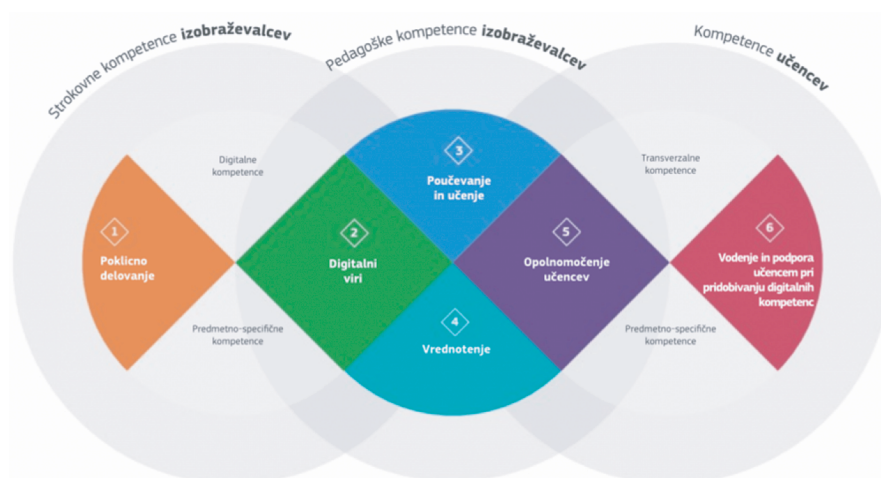 Strokovne kompetence izobraževalcev
Pedagoške kompetence izobraževalcev
Kompetence učencev
Digitalne
kompetence
Transverzalne
kompetence
1
Poklicno
delovanje
2
Digitalni
viri
3
Poučevanje
in učenje
4
Vrednotenje
5
Opolnomočenje
učencev
6
Vodenje in podpora
učencem pri
pridobivanju digitalnih
kompetenc
Predmetno-specifične
kompetence
Predmetno-specifične
kompetence